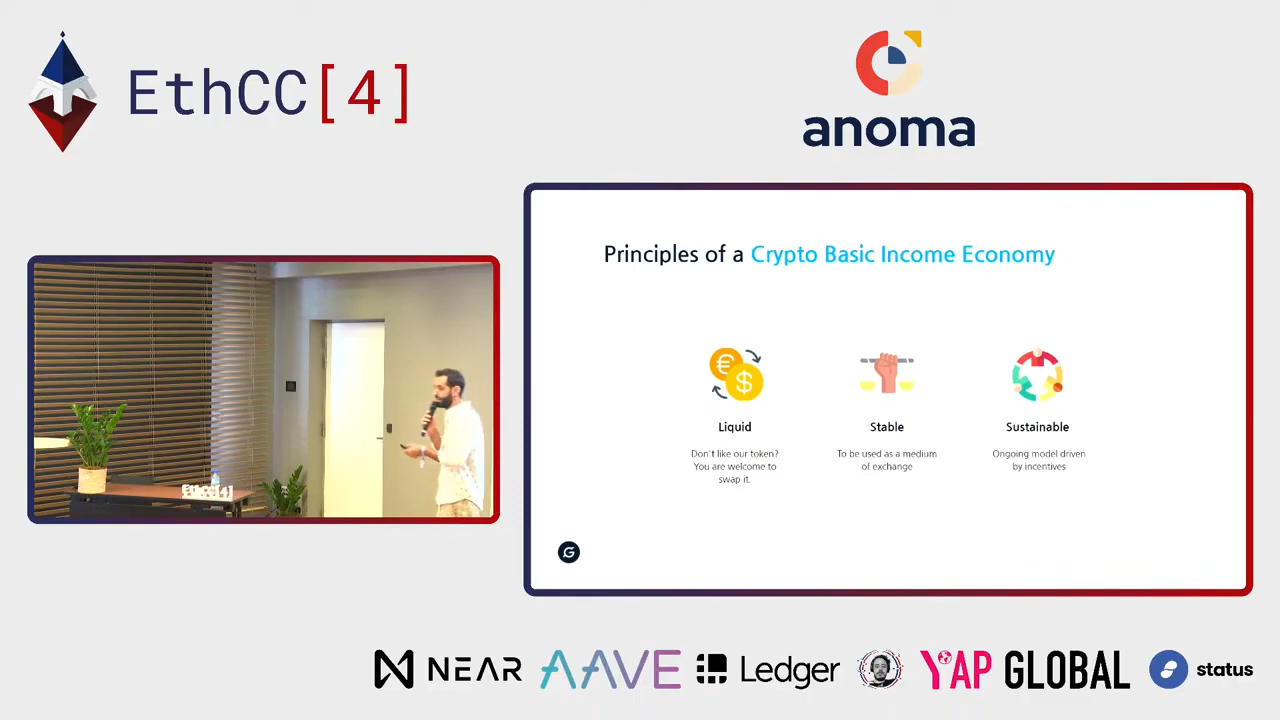 EthCC[4]
anoma
Principles of a Crypto Basic Income Economy
€
$
Liquid
Don't like our token?
You are welcome to
swap it.
Stable
To be used as a medium
of exchange
Sustainable
Ongoing model driven
by incentives
G
EthCC[4]
NEAR
AAVE
Ledger
YAP GLOBAL
status